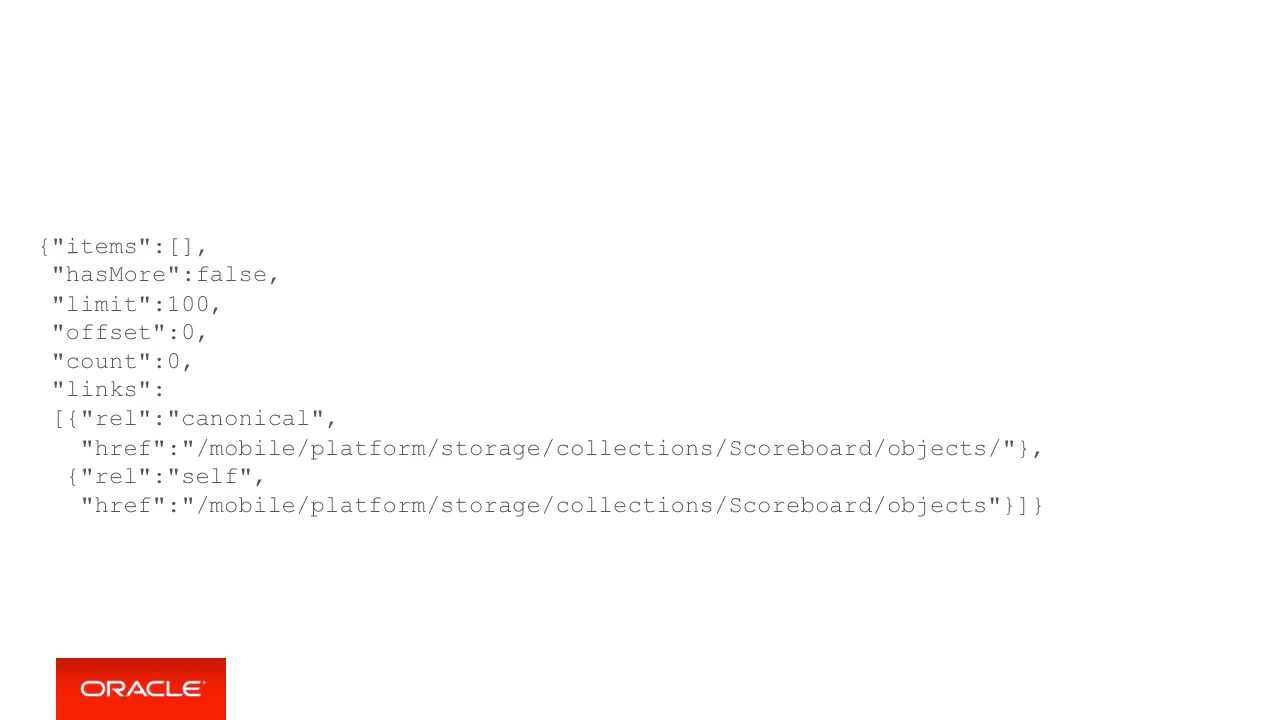 {"items":[],
"hasMore":false,
"limit":100,
"offset":0,
"count":0,
"links":
[{"rel":"canonical",
"href":"/mobile/platform/storage/collections/Scoreboard/objects/"},
{"rel":"self",
"href":"/mobile/platform/storage/collections/Scoreboard/objects"}]}
ORACLE